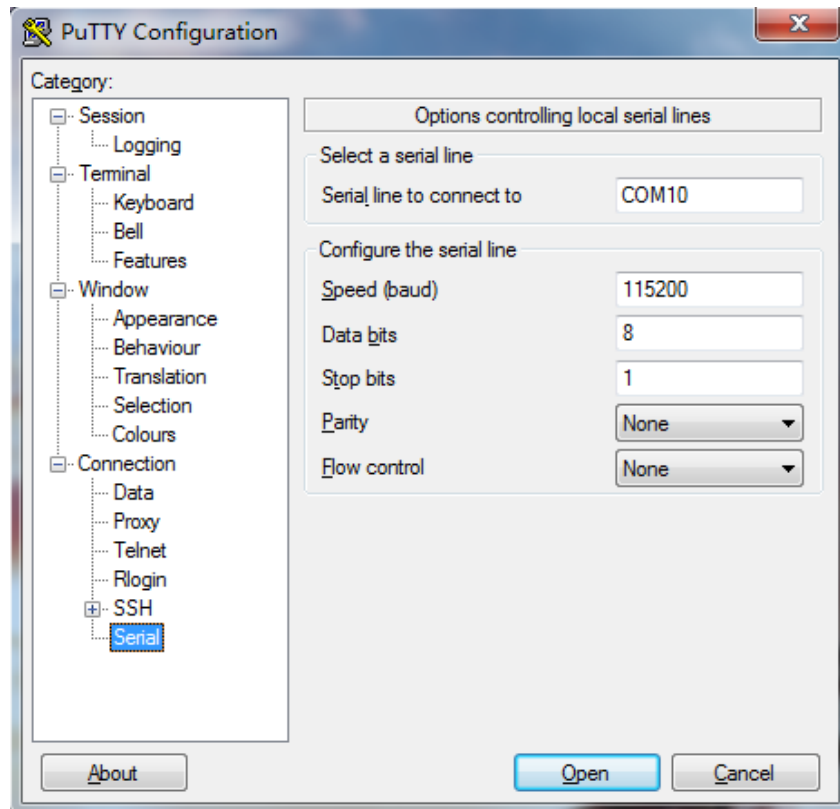 PuTTY Configuration
Category:
Session
Logging
Terminal
Keyboard
Bell
Features
Window
Appearance
Behaviour
Translation
Selection
Colours
Connection
Data
Proxy
Telnet
Rlogin
SSH
Serial
Options controlling local serial lines
Select a serial line
Serial line to connect to COM10
Configure the serial line
Speed (baud) 115200
Data bits 8
Stop bits 1
Parity None
Flow control None
About Open Cancel